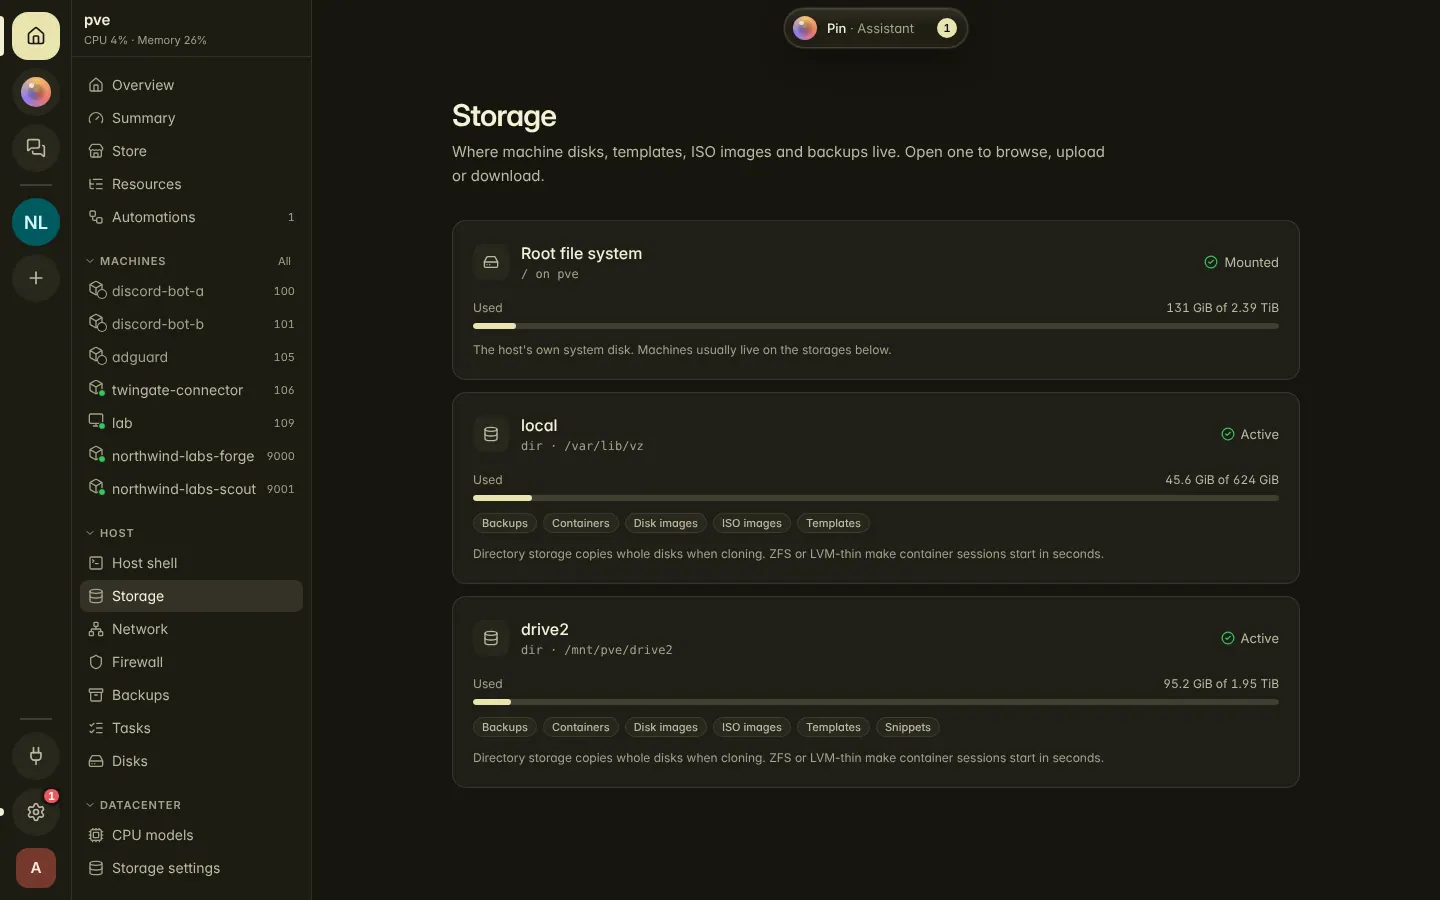 pve
CPU 4% · Memory 26%
Overview
Summary
Store
Resources
Automations 1
MACHINES All
discord-bot-a 100
discord-bot-b 101
adguard 105
twingate-connector 106
lab 109
northwind-labs-forge 9000
northwind-labs-scout 9001
HOST
Host shell
Storage
Network
Firewall
Backups
Tasks
Disks
DATACENTER
CPU models
Storage settings
NL
1
A
Pin · Assistant 1
Storage
Where machine disks, templates, ISO images and backups live. Open one to browse, upload
or download.
Root file system
/ on pve
Mounted
Used 131 GiB of 2.39 TiB
The host's own system disk. Machines usually live on the storages below.
local
dir · /var/lib/vz
Active
Used 45.6 GiB of 624 GiB
Backups Containers Disk images ISO images Templates
Directory storage copies whole disks when cloning. ZFS or LVM-thin make container sessions start in seconds.
drive2
dir · /mnt/pve/drive2
Active
Used 95.2 GiB of 1.95 TiB
Backups Containers Disk images ISO images Templates Snippets
Directory storage copies whole disks when cloning. ZFS or LVM-thin make container sessions start in seconds.